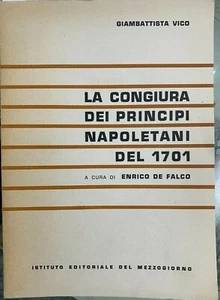 GIAMBATTISTA VICO
LA CONGIURA
DEI PRINCIPI
NAPOLETANI
DEL 1701
A CURA DI ENRICO DE FALCO
ISTITUTO EDITORIALE DEL MEZZOGIORNO